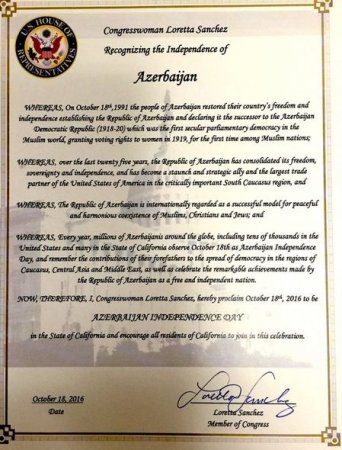 U.S. HOUSE OF
REPRESENTATIVES
Congresswoman Loretta Sanchez
Recognizing the Independence of
Azerbaijan
WHEREAS, On October 18th,1991 the people of Azerbaijan restored their country's freedom and
independence establishing the Republic of Azerbaijan and declaring it the successor to the Azerbaijan
Democratic Republic (1918-20) which was the first secular parliamentary democracy in the
Muslim world, granting voting rights to women in 1919, for the first time among Muslim nations;
WHEREAS, over the last twenty five years, the Republic of Azerbaijan has consolidated its freedom,
sovereignty and independence, and has become a staunch and strategic ally and the largest trade
partner of the United States of America in the critically important South Caucasus region, and
WHEREAS, The Republic of Azerbaijan is internationally regarded as a successful model for peaceful
and harmonious coexistence of Muslims, Christians and Jews; and
WHEREAS, Every year, millions of Azerbaijanis around the globe, including tens of thousands in the
United States and many in the State of California observe October 18th as Azerbaijan Independence
Day, and remember the contributions of their forefathers to the spread of democracy in the regions of
Caucasus, Central Asia and Middle East, as well as celebrate the remarkable achievements made by
the Republic of Azerbaijan as a free and independent nation.
NOW, THEREFORE, I, Congresswoman Loretta Sanchez, hereby proclaim October 18th, 2016 to be
AZERBAIJAN INDEPENDENCE DAY
in the State of California and encourage all residents of California to join in this celebration.
October 18, 2016
Date
Loretta Sanchez
Loretta Sanchez
Member of Congress